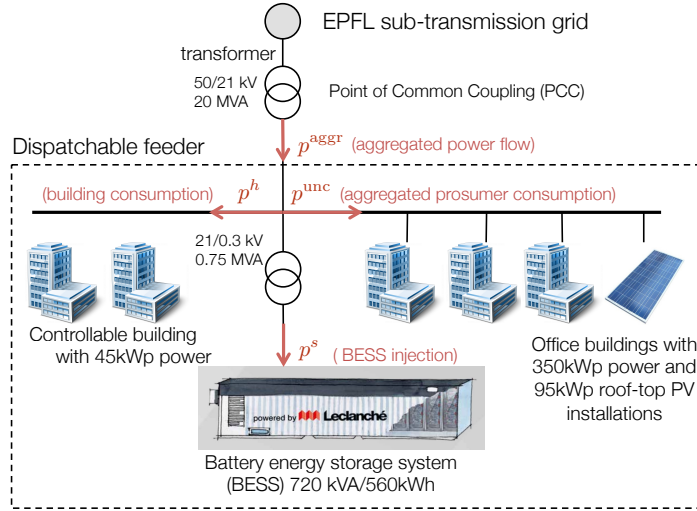 EPFL sub-transmission grid
transformer
50/21 kV
20 MVA
Point of Common Coupling (PCC)
Dispatchable feeder
p^aggr (aggregated power flow)
(building consumption) p^h p^unc (aggregated prosumer consumption)
21/0.3 kV
0.75 MVA
Controllable building
with 45kWp power
p^s ( BESS injection)
Office buildings with
350kWp power and
95kWp roof-top PV
installations
powered by Leclanché
Battery energy storage system
(BESS) 720 kVA/560kWh